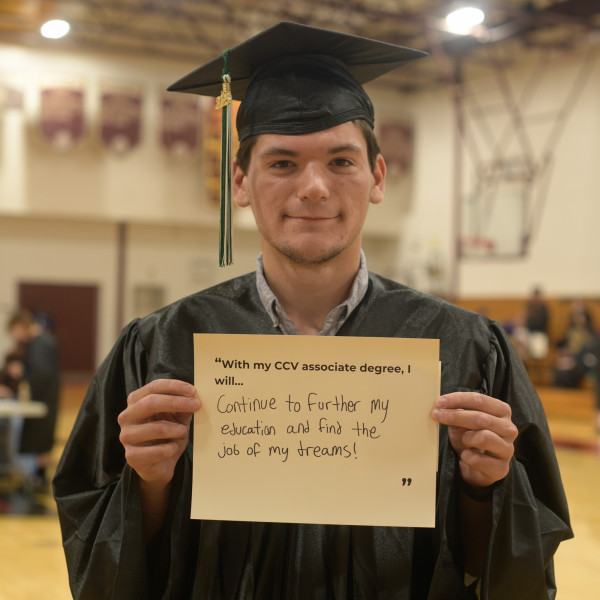 “With my CCV associate degree, I
will...
Continue to Further my
education and find the
job of my dreams!
”